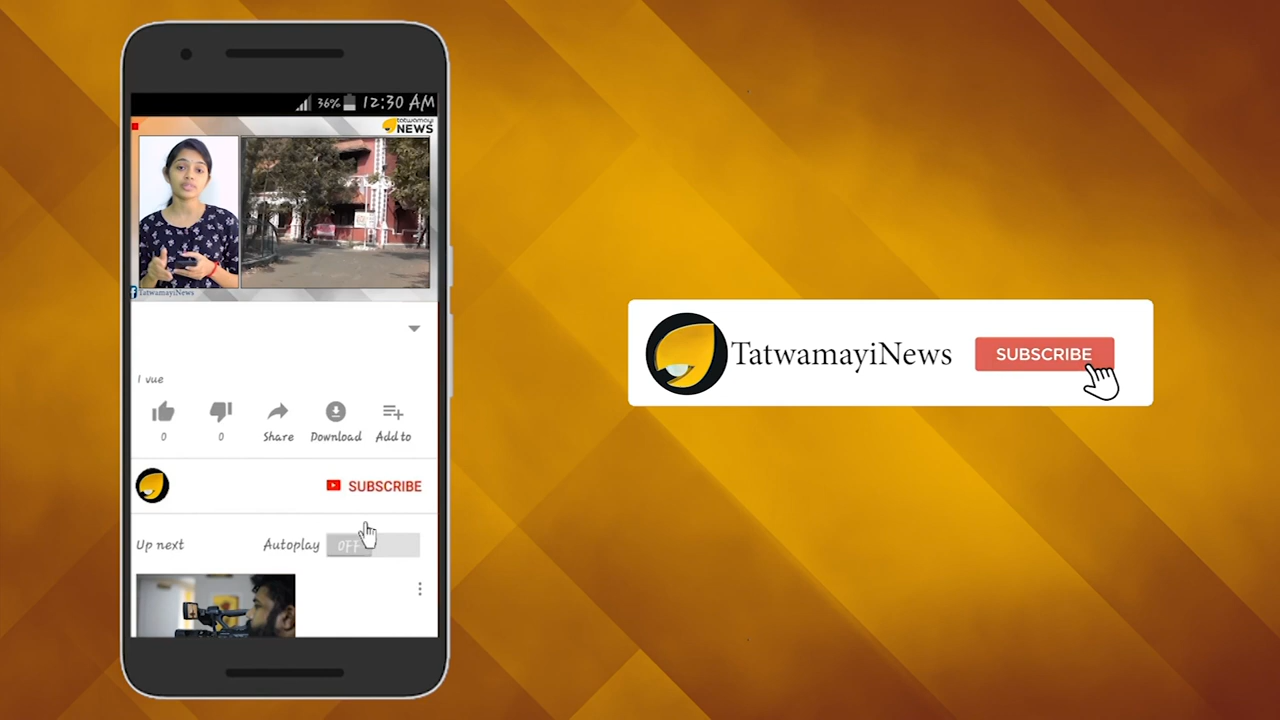 36% 12:30 AM
tatwamayi
NEWS
TatwamayiNews
1 vue
0 0 Share Download Add to
SUBSCRIBE
Up next Autoplay OFF
TatwamayiNews SUBSCRIBE